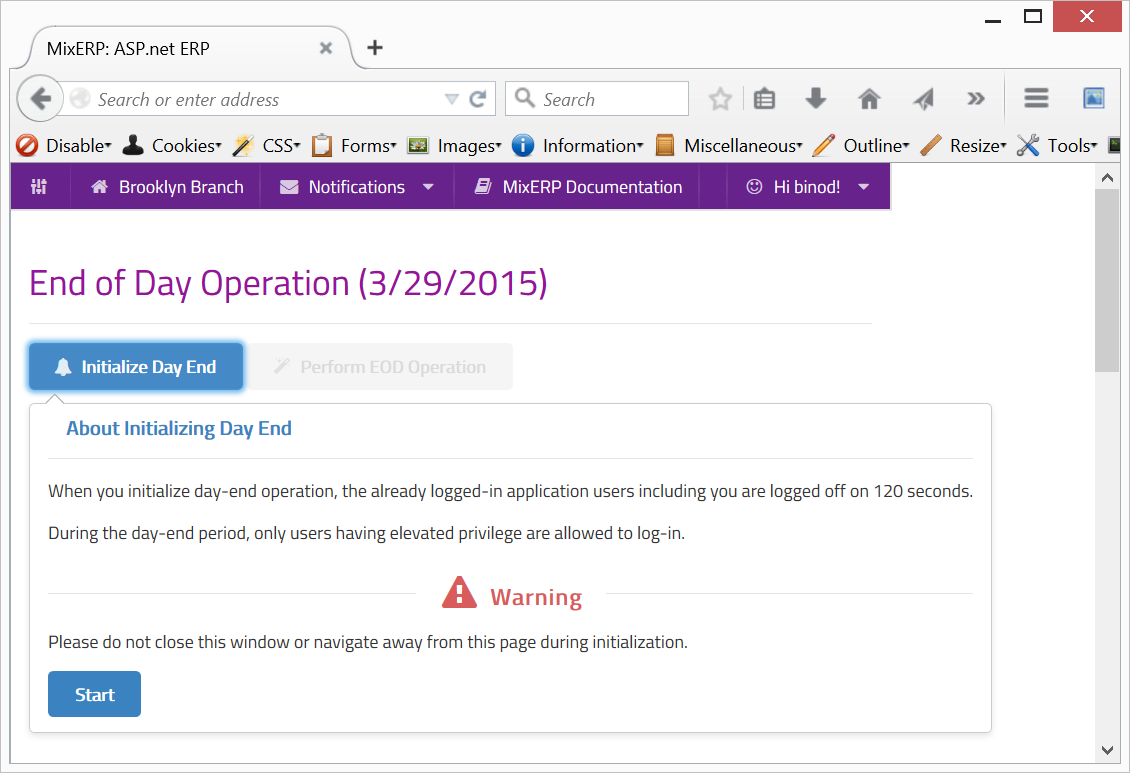 MixERP: ASP.net ERP
Search or enter address
Search
Disable Cookies CSS Forms Images Information Miscellaneous Outline Resize Tools
Brooklyn Branch Notifications MixERP Documentation Hi binod!
End of Day Operation (3/29/2015)
Initialize Day End Perform EOD Operation
About Initializing Day End
When you initialize day-end operation, the already logged-in application users including you are logged off on 120 seconds.
During the day-end period, only users having elevated privilege are allowed to log-in.
Warning
Please do not close this window or navigate away from this page during initialization.
Start